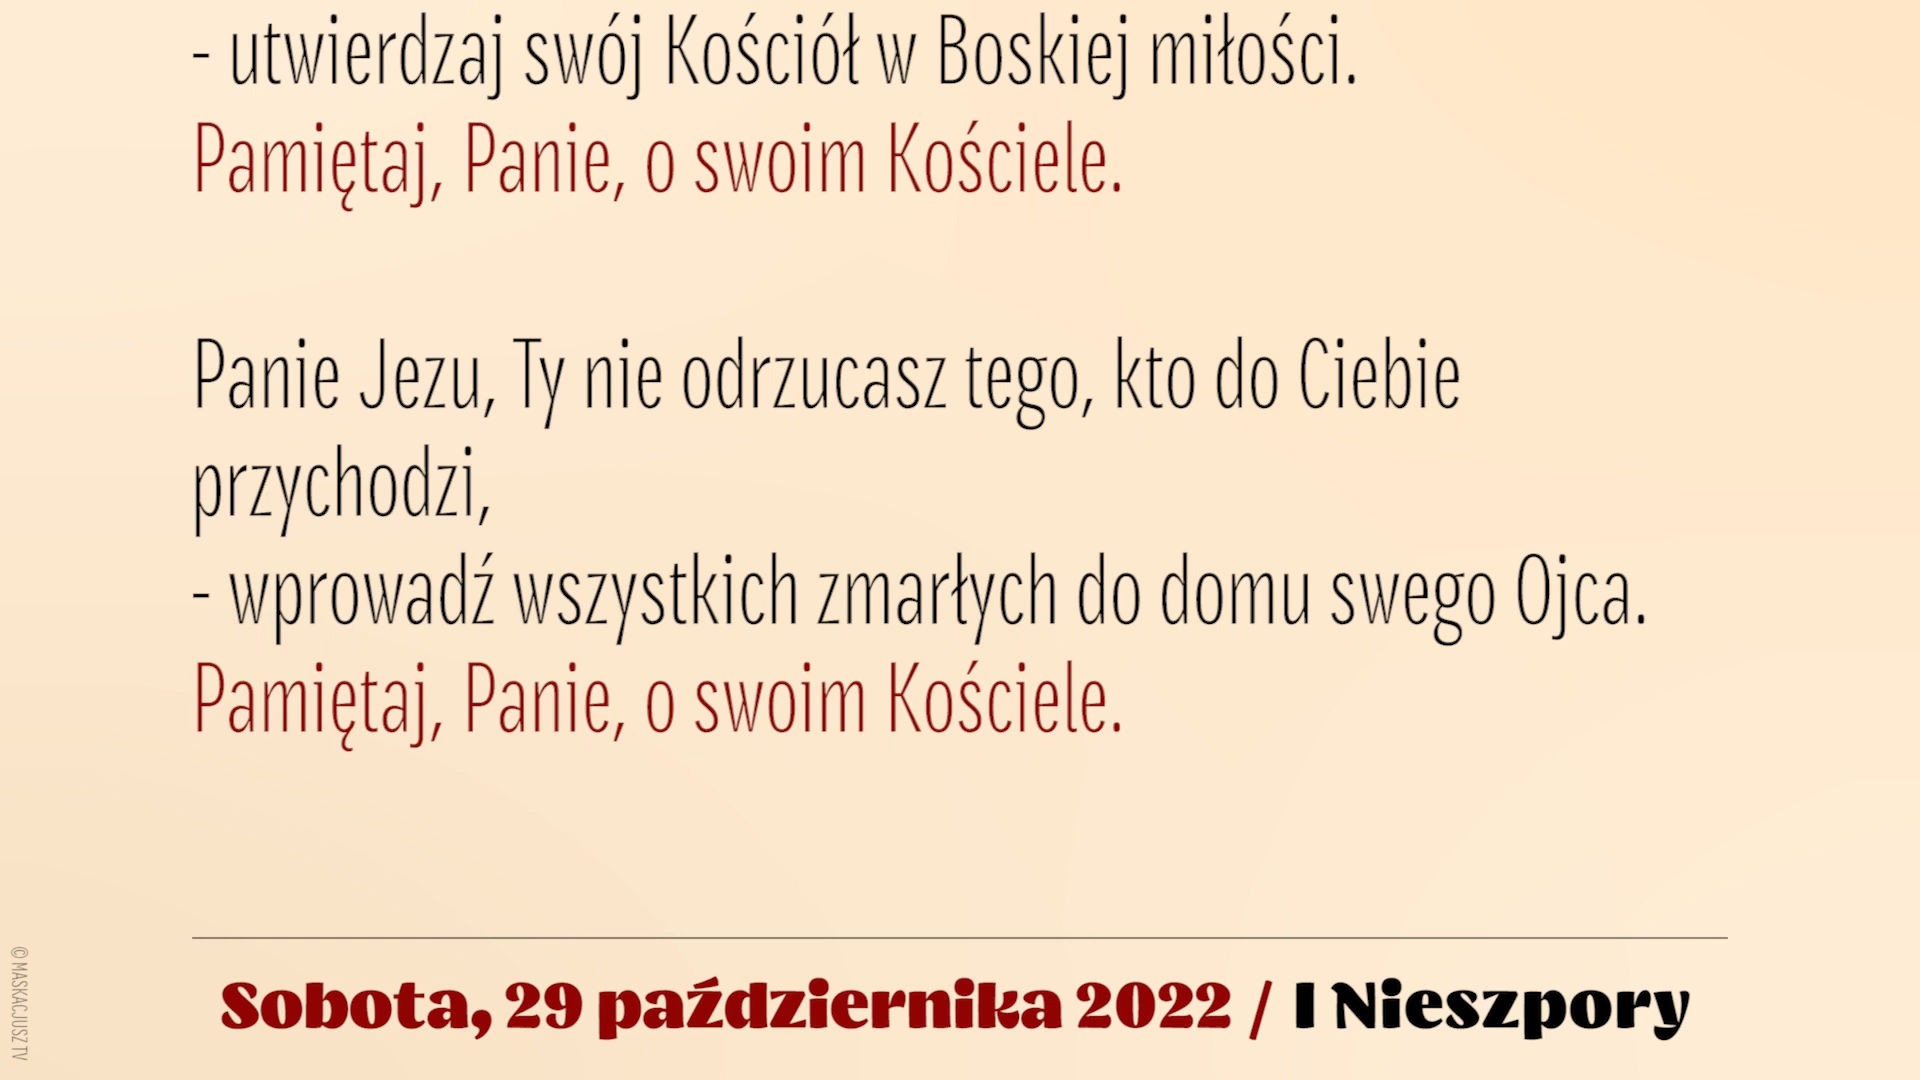 - utwierdzaj swój Kościół w Boskiej miłości.
Pamiętaj, Panie, o swoim Kościele.
Panie Jezu, Ty nie odrzucasz tego, kto do Ciebie
przychodzi,
- wprowadź wszystkich zmarłych do domu swego Ojca.
Pamiętaj, Panie, o swoim Kościele.
Sobota, 29 października 2022 / I Nieszpory
© MASKACJUSZ TV